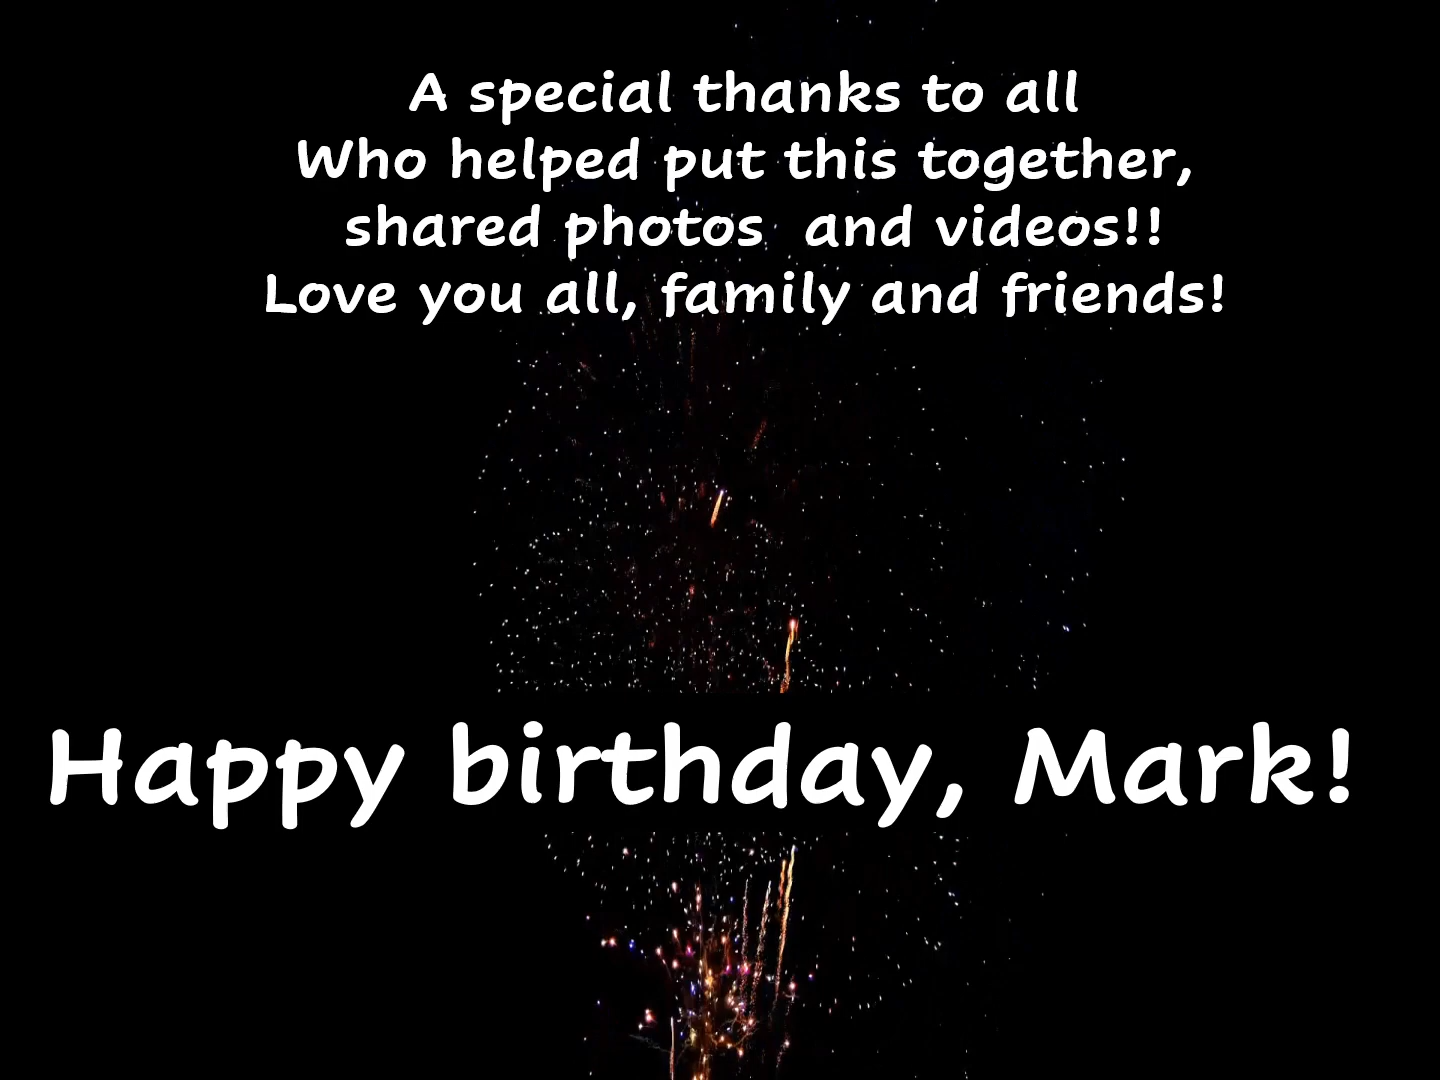 A special thanks to all
Who helped put this together,
shared photos  and videos!!
Love you all, family and friends!
Happy birthday, Mark!